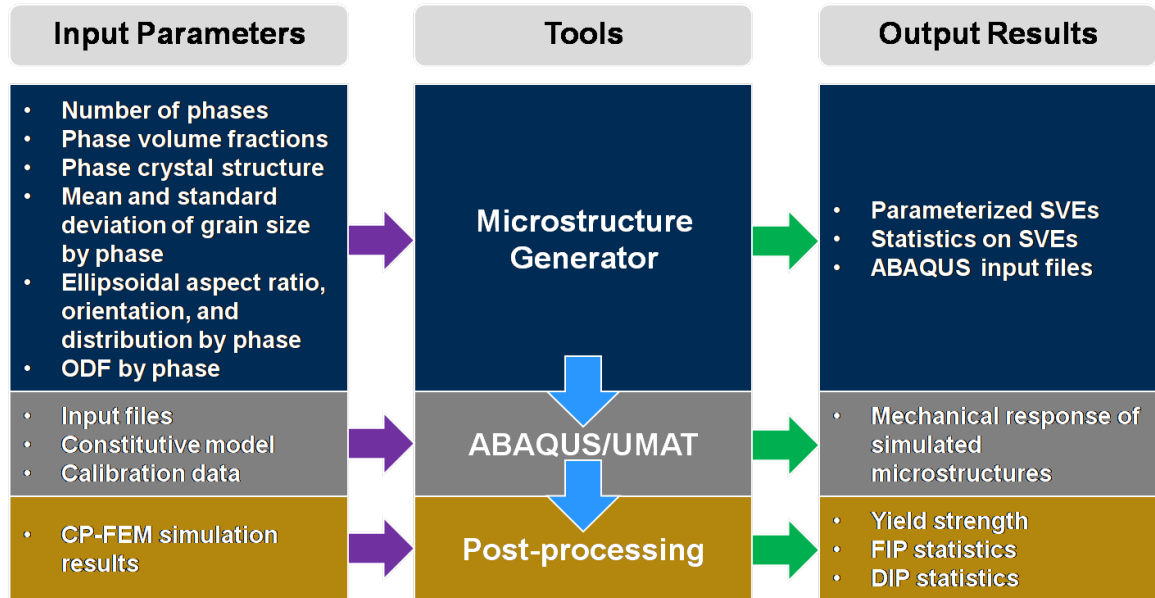 Input Parameters
Tools
Output Results
• Number of phases
• Phase volume fractions
• Phase crystal structure
• Mean and standard
deviation of grain size
by phase
• Ellipsoidal aspect ratio,
orientation, and
distribution by phase
• ODF by phase
Microstructure
Generator
• Parameterized SVEs
• Statistics on SVEs
• ABAQUS input files
• Input files
• Constitutive model
• Calibration data
ABAQUS/UMAT
• Mechanical response of
simulated
microstructures
• CP-FEM simulation
results
Post-processing
• Yield strength
• FIP statistics
• DIP statistics